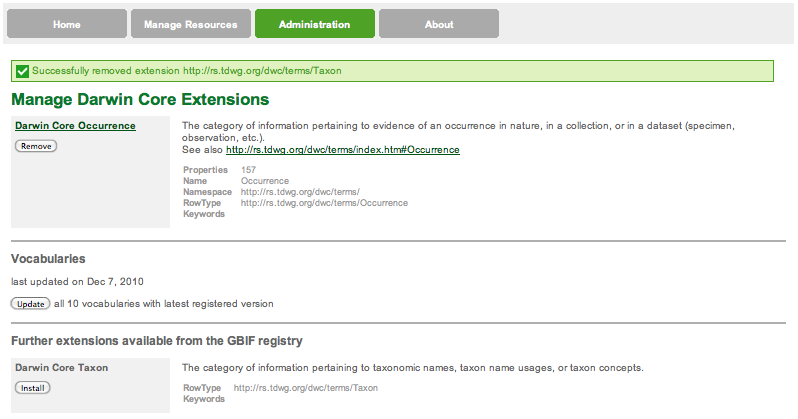 Home
Manage Resources
Administration
About
Successfully removed extension http://rs.tdwg.org/dwc/terms/Taxon
Manage Darwin Core Extensions
Darwin Core Occurrence
Remove
The category of information pertaining to evidence of an occurrence in nature, in a collection, or in a dataset (specimen,
observation, etc.).
See also http://rs.tdwg.org/dwc/terms/index.htm#Occurrence
Properties 157
Name Occurrence
Namespace http://rs.tdwg.org/dwc/terms/
RowType http://rs.tdwg.org/dwc/terms/Occurrence
Keywords
Vocabularies
last updated on Dec 7, 2010
Update all 10 vocabularies with latest registered version
Further extensions available from the GBIF registry
Darwin Core Taxon
Install
The category of information pertaining to taxonomic names, taxon name usages, or taxon concepts.
RowType http://rs.tdwg.org/dwc/terms/Taxon
Keywords